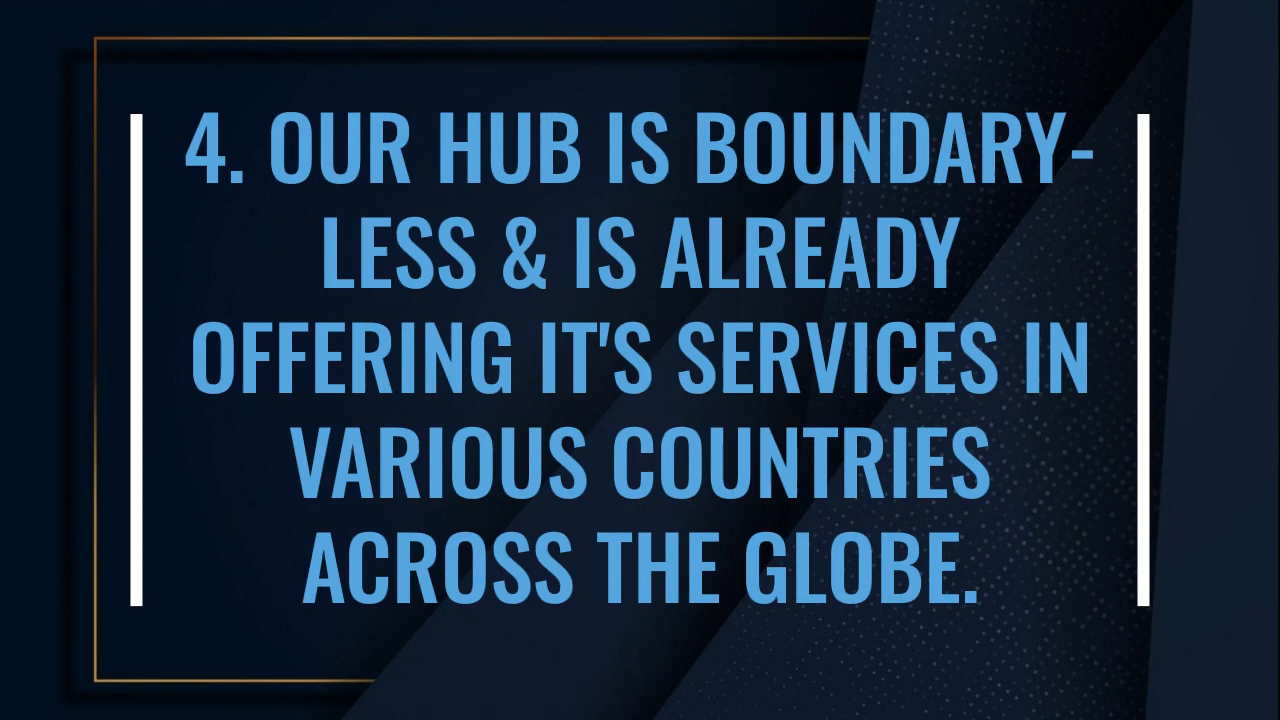 4. OUR HUB IS BOUNDARY-
LESS & IS ALREADY
OFFERING IT'S SERVICES IN
VARIOUS COUNTRIES
ACROSS THE GLOBE.